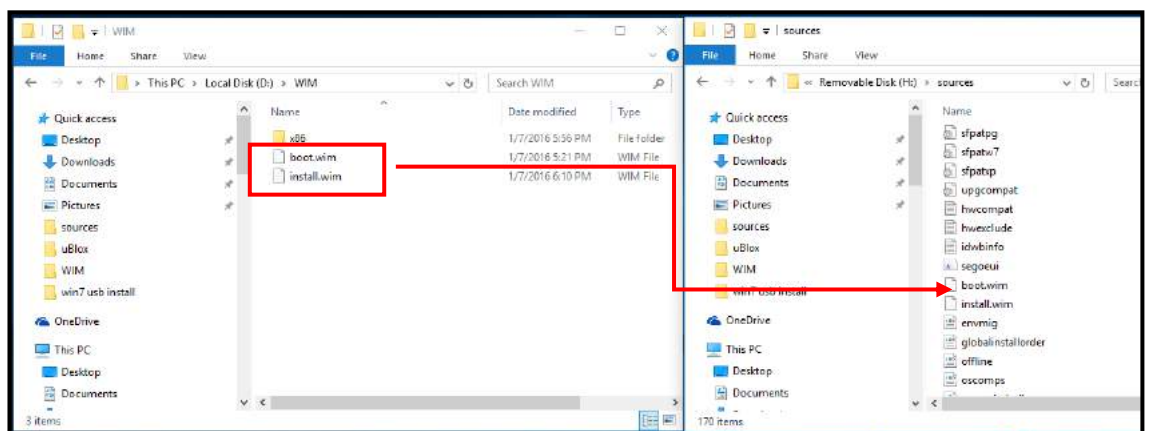 WIM
File Home Share View
This PC > Local Disk (D:) > WIM
Search WIM
Quick access
Desktop
Downloads
Documents
Pictures
sources
uBlox
WIM
win7 usb install
OneDrive
This PC
Desktop
Documents
3 items
Name Date modified Type
x86 1/7/2016 5:56 PM File folder
boot.wim 1/7/2016 5:21 PM WIM File
install.wim 1/7/2016 6:10 PM WIM File
sources
File Home Share View
« Removable Disk (H:) > sources
Quick access
Desktop
Downloads
Documents
Pictures
sources
uBlox
WIM
win7 usb install
OneDrive
This PC
Desktop
Documents
170 items
Name
sfpatpg
sfpatw7
sfpatxp
upgcompat
hwcompat
hwexclude
idwbinfo
segoeui
boot.wim
install.wim
envmig
globalinstallorder
offline
oscomps